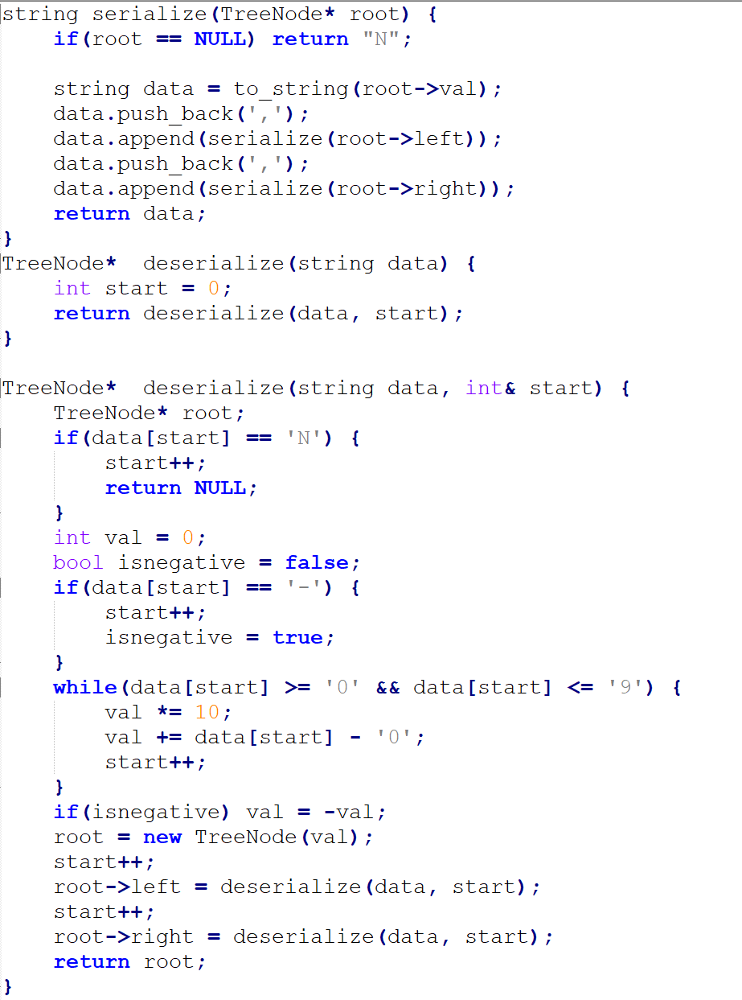 string serialize(TreeNode* root) {
    if(root == NULL) return "N";

    string data = to_string(root->val);
    data.push_back(',');
    data.append(serialize(root->left));
    data.push_back(',');
    data.append(serialize(root->right));
    return data;
}
TreeNode*  deserialize(string data) {
    int start = 0;
    return deserialize(data, start);
}

TreeNode*  deserialize(string data, int& start) {
    TreeNode* root;
    if(data[start] == 'N') {
        start++;
        return NULL;
    }
    int val = 0;
    bool isnegative = false;
    if(data[start] == '-') {
        start++;
        isnegative = true;
    }
    while(data[start] >= '0' && data[start] <= '9') {
        val *= 10;
        val += data[start] - '0';
        start++;
    }
    if(isnegative) val = -val;
    root = new TreeNode(val);
    start++;
    root->left = deserialize(data, start);
    start++;
    root->right = deserialize(data, start);
    return root;
}